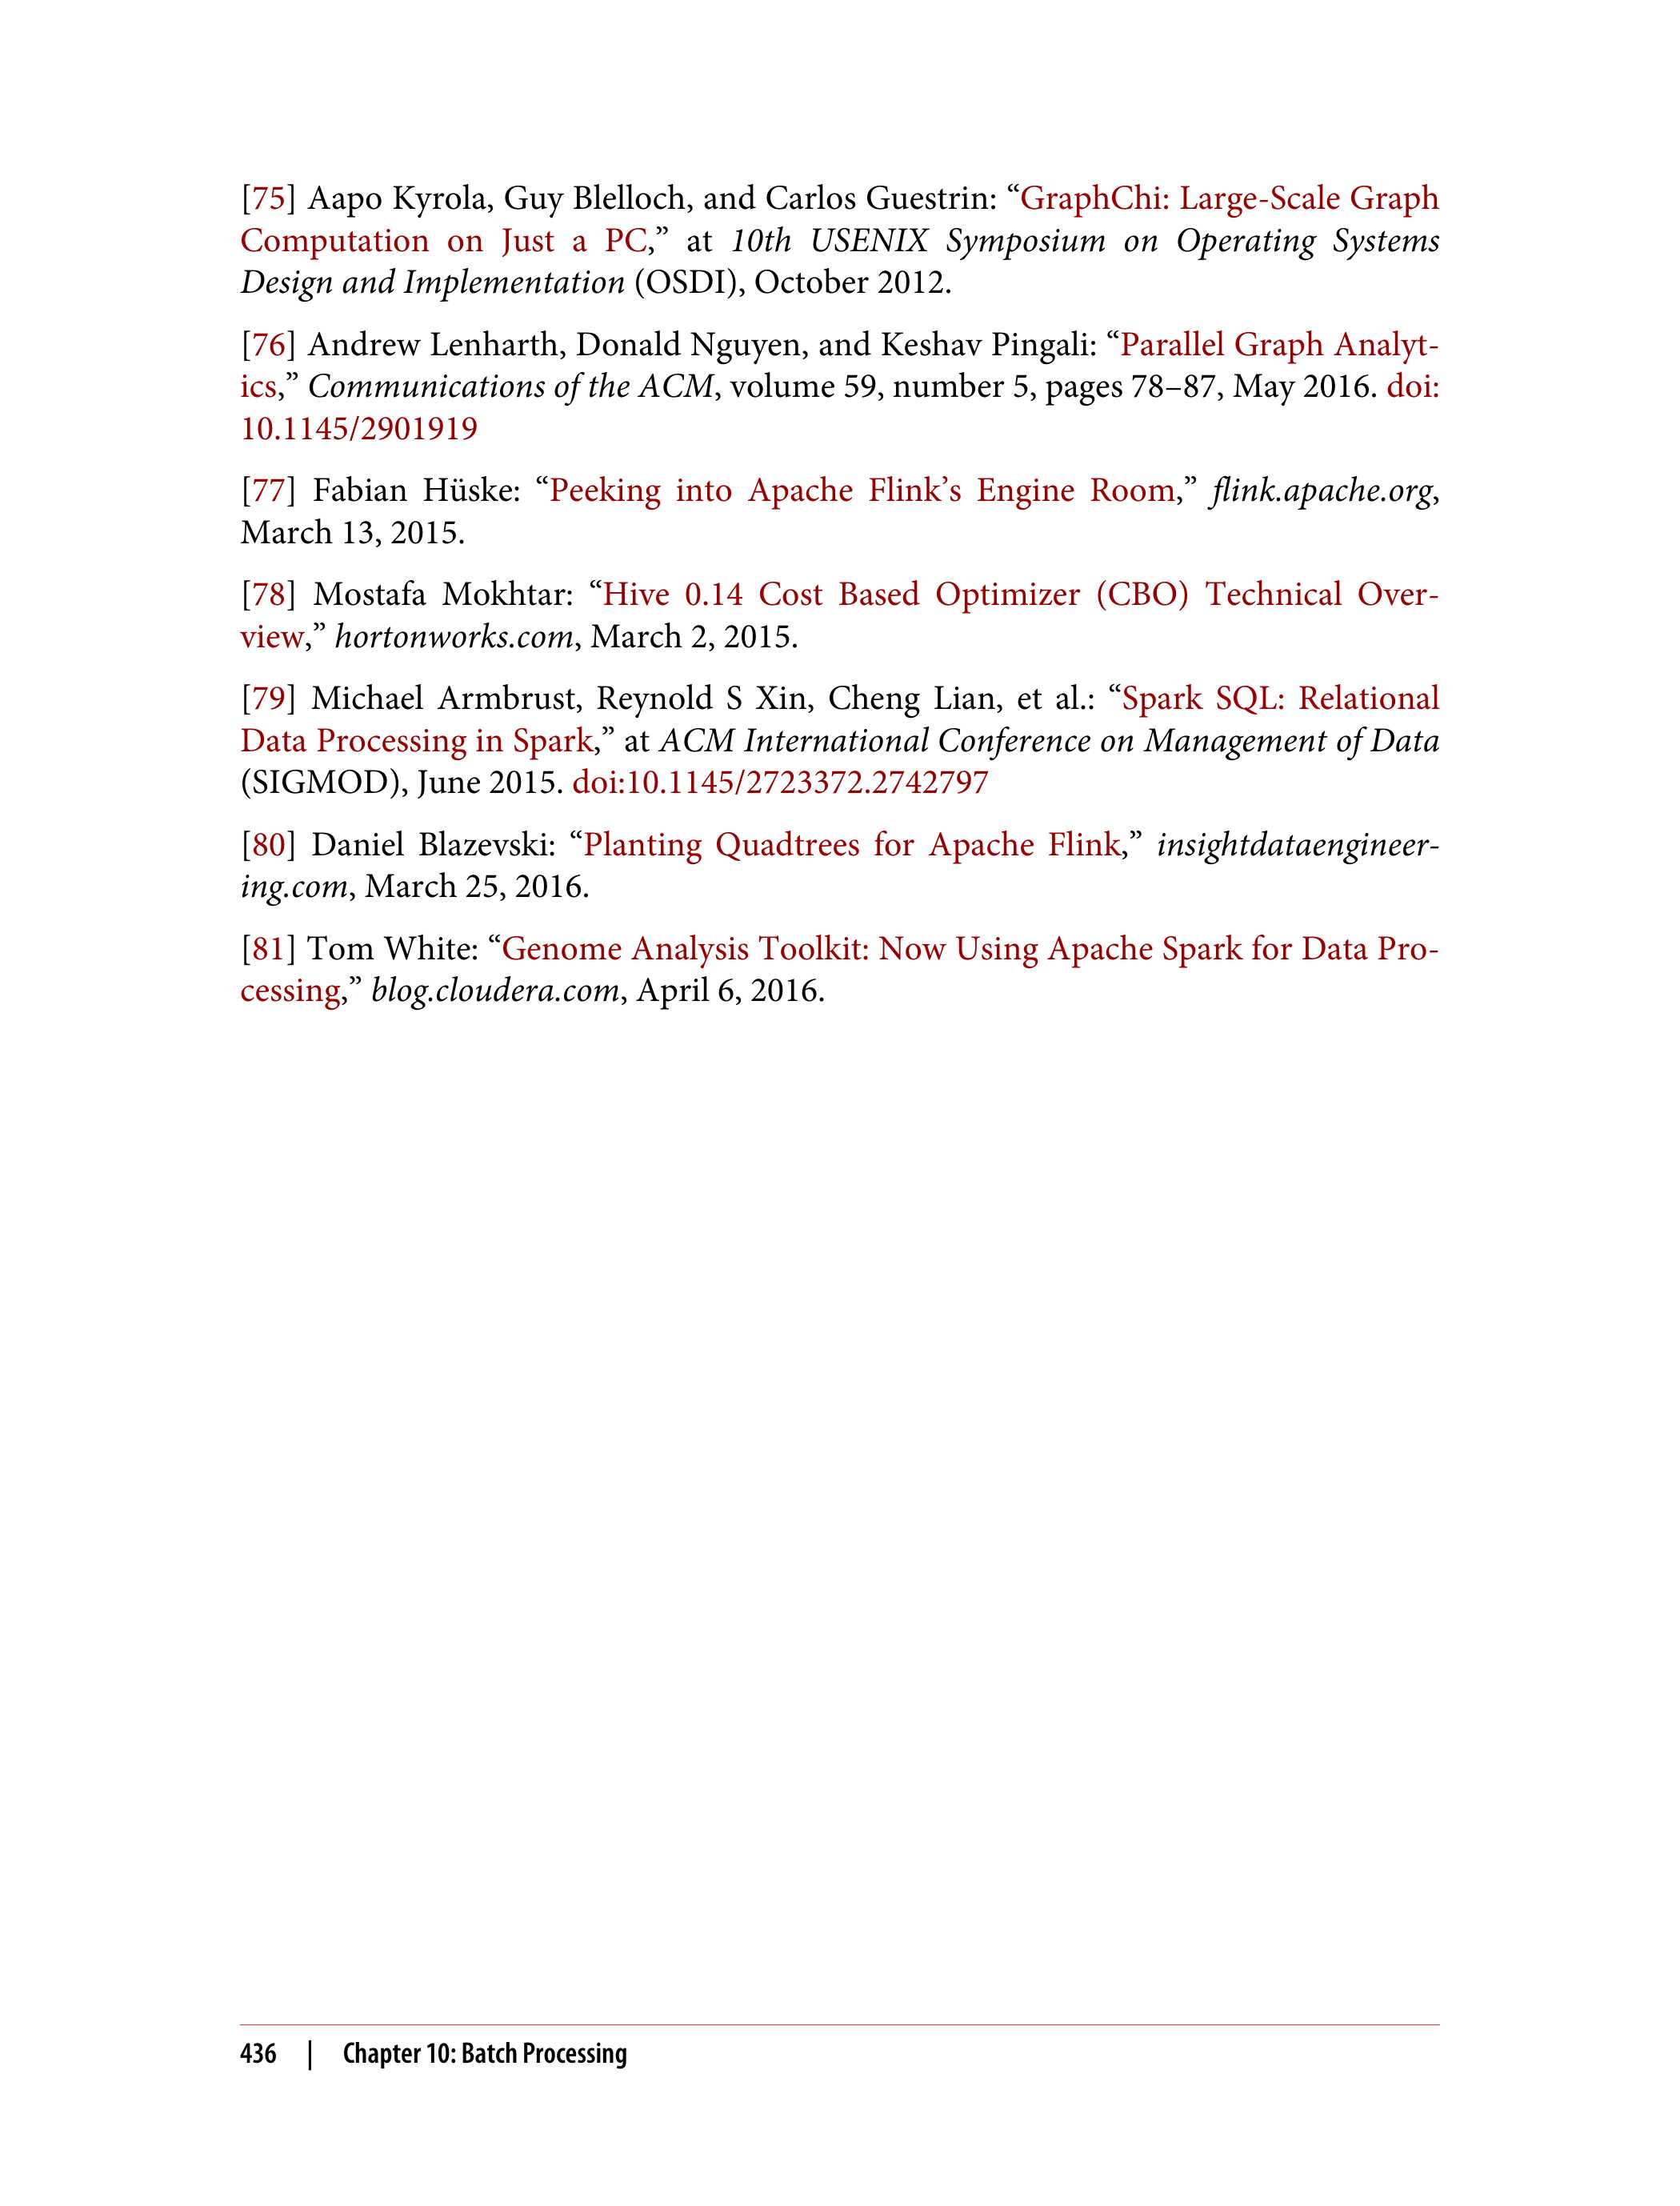 [75] Aapo Kyrola, Guy Blelloch, and Carlos Guestrin: “GraphChi: Large-Scale Graph
Computation on Just a PC,” at 10th USENIX Symposium on Operating Systems
Design and Implementation (OSDI), October 2012.
[76] Andrew Lenharth, Donald Nguyen, and Keshav Pingali: “Parallel Graph Analyt-
ics,” Communications of the ACM, volume 59, number 5, pages 78–87, May 2016. doi:
10.1145/2901919
[77] Fabian Hüske: “Peeking into Apache Flink’s Engine Room,” flink.apache.org,
March 13, 2015.
[78] Mostafa Mokhtar: “Hive 0.14 Cost Based Optimizer (CBO) Technical Over-
view,” hortonworks.com, March 2, 2015.
[79] Michael Armbrust, Reynold S Xin, Cheng Lian, et al.: “Spark SQL: Relational
Data Processing in Spark,” at ACM International Conference on Management of Data
(SIGMOD), June 2015. doi:10.1145/2723372.2742797
[80] Daniel Blazevski: “Planting Quadtrees for Apache Flink,” insightdataengineer-
ing.com, March 25, 2016.
[81] Tom White: “Genome Analysis Toolkit: Now Using Apache Spark for Data Pro-
cessing,” blog.cloudera.com, April 6, 2016.
436 | Chapter 10: Batch Processing